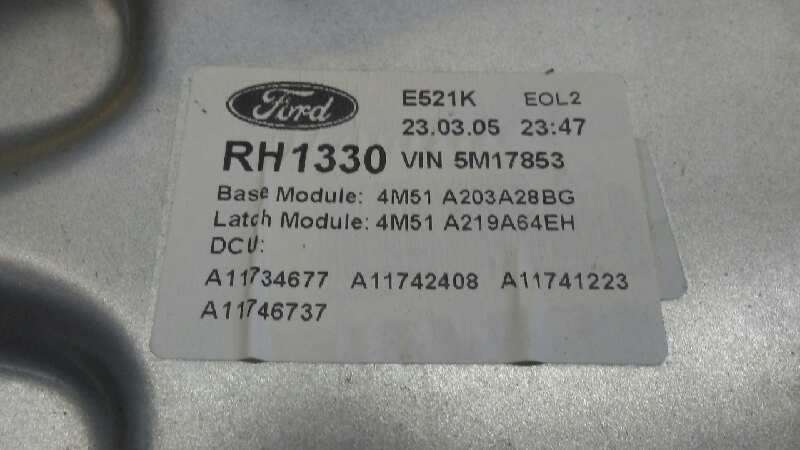 Ford E521K EOL2
23.03.05 23:47
RH1330 VIN 5M17853
Base Module: 4M51 A203A28BG
Latch Module: 4M51 A219A64EH
DCU:
A11734677 A11742408 A11741223
A11746737